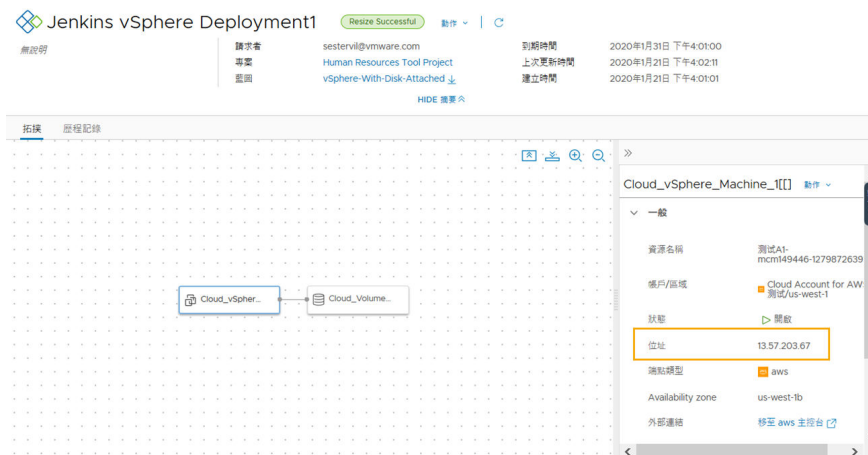 Jenkins vSphere Deployment1 Resize Successful 動作
無說明
請求者 sestervil@vmware.com 到期時間 2020年1月31日 下午4:01:00
專案 Human Resources Tool Project 上次更新時間 2020年1月21日 下午4:02:11
藍圖 vSphere-With-Disk-Attached 建立時間 2020年1月21日 下午4:01:01
HIDE 摘要
拓撲 歷程記錄
Cloud_vSpher...
Cloud_Volume...
Cloud_vSphere_Machine_1[[] 動作
一般
資源名稱 测试A1-
mcm149446-1279872639
帳戶/區域 Cloud Account for AW
测试/us-west-1
狀態 開啟
位址 13.57.203.67
端點類型 aws
Availability zone us-west-1b
外部連結 移至 aws 主控台